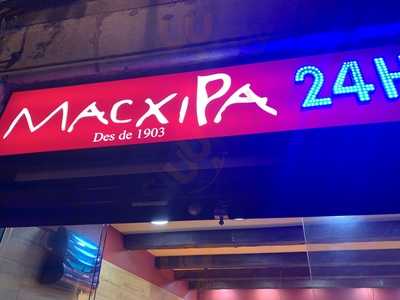 MACXIPA 24H
Des de 1903